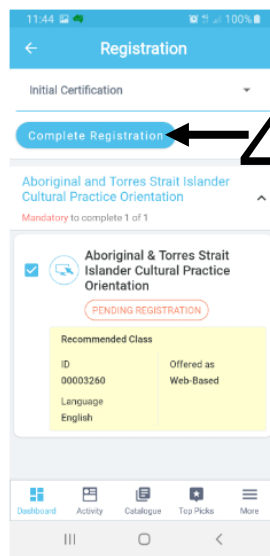 11:44 100%
Registration
Initial Certification
Complete Registration
Aboriginal and Torres Strait Islander
Cultural Practice Orientation
Mandatory to complete 1 of 1
Aboriginal & Torres Strait
Islander Cultural Practice
Orientation
PENDING REGISTRATION
Recommended Class
ID Offered as
00003260 Web-Based
Language
English
Dashboard Activity Catalogue Top Picks More